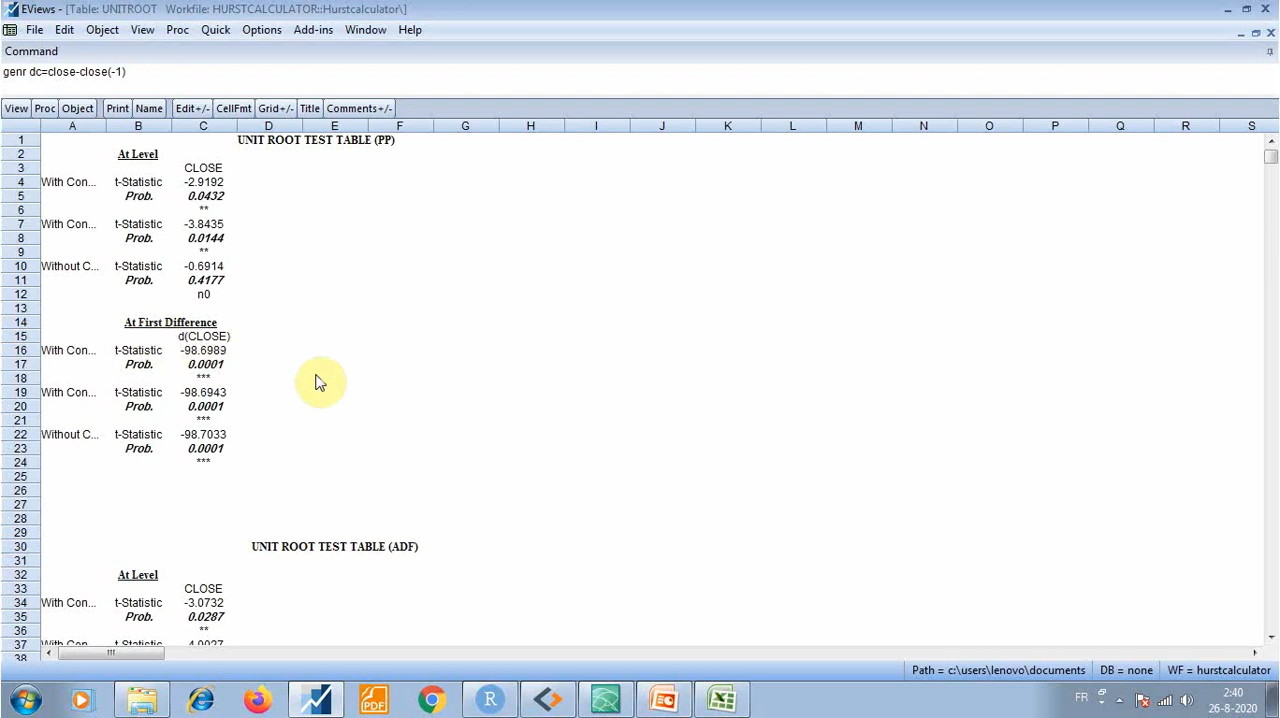 EViews - [Table: UNITROOT Workfile: HURSTCALCULATOR::Hurstcalculator\]
File Edit Object View Proc Quick Options Add-ins Window Help
Command
genr dc=close-close(-1)
View Proc Object Print Name Edit+/- CellFmt Grid+/- Title Comments+/-
A B C D E F G H I J K L M N O P Q R S
1 UNIT ROOT TEST TABLE (PP)
2 At Level
3 CLOSE
4 With Con... t-Statistic -2.9192
5 Prob. 0.0432
6 **
7 With Con... t-Statistic -3.8435
8 Prob. 0.0144
9 **
10 Without C... t-Statistic -0.6914
11 Prob. 0.4177
12 n0
13
14 At First Difference
15 d(CLOSE)
16 With Con... t-Statistic -98.6989
17 Prob. 0.0001
18 ***
19 With Con... t-Statistic -98.6943
20 Prob. 0.0001
21 ***
22 Without C... t-Statistic -98.7033
23 Prob. 0.0001
24 ***
25
26
27
28
29
30 UNIT ROOT TEST TABLE (ADF)
31
32 At Level
33 CLOSE
34 With Con... t-Statistic -3.0732
35 Prob. 0.0287
36 **
37 With Con... t-Statistic -4.0027
38
Path = c:\users\lenovo\documents DB = none WF = hurstcalculator
PDF R FR 2:40
26-8-2020